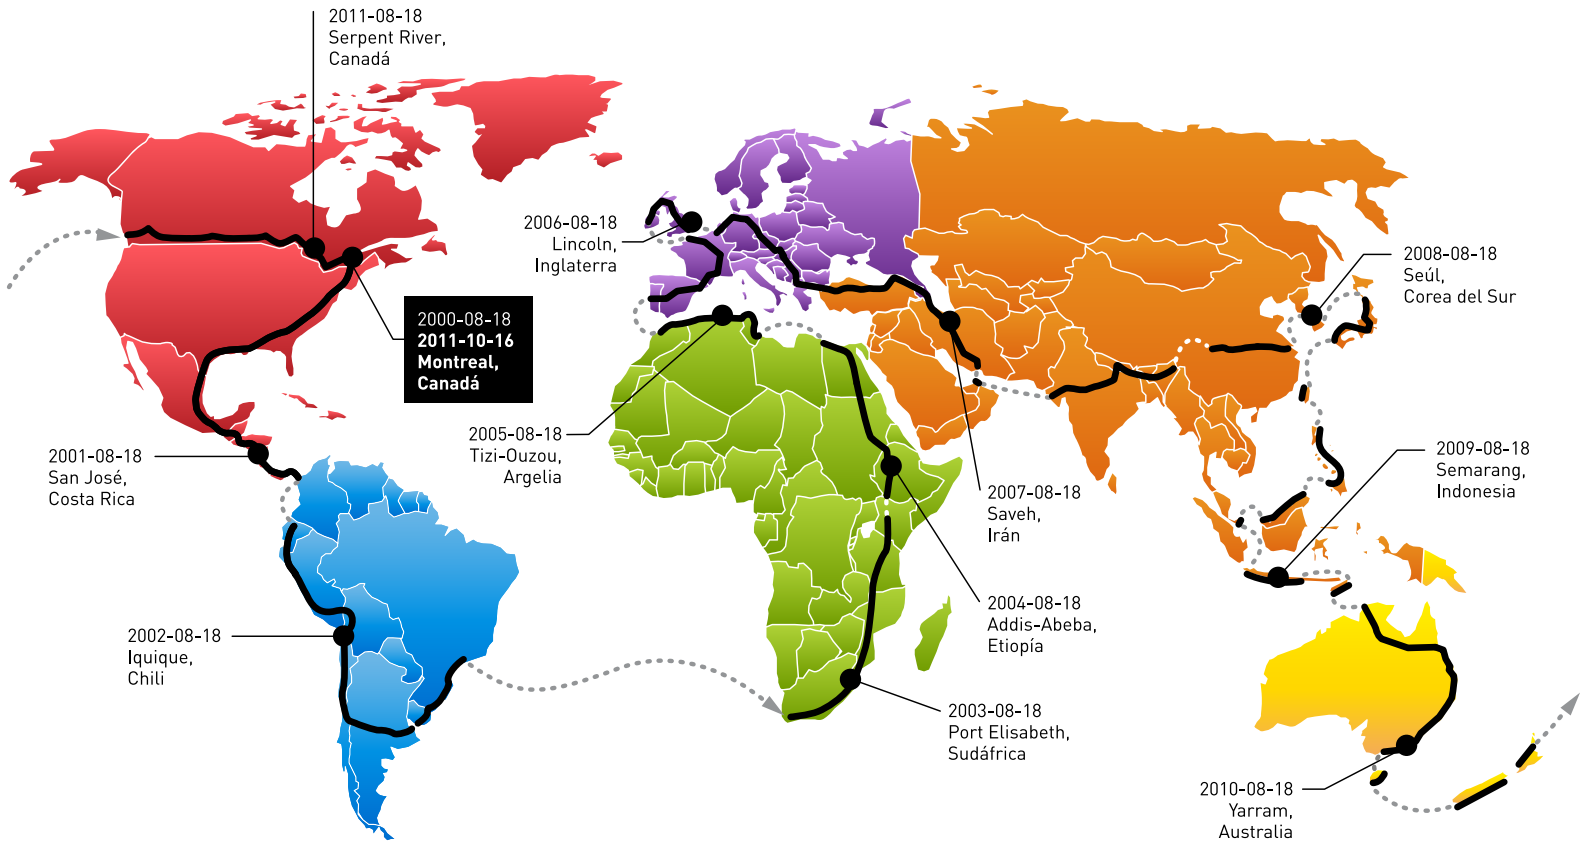 2011-08-18
Serpent River,
Canadá
2006-08-18
Lincoln,
Inglaterra
2008-08-18
Seúl,
Corea del Sur
2000-08-18
2011-10-16
Montreal,
Canadá
2005-08-18
Tizi-Ouzou,
Argelia
2001-08-18
San José,
Costa Rica
2009-08-18
Semarang,
Indonesia
2007-08-18
Saveh,
Irán
2004-08-18
Addis-Abeba,
Etiopía
2002-08-18
Iquique,
Chili
2003-08-18
Port Elisabeth,
Sudáfrica
2010-08-18
Yarram,
Australia